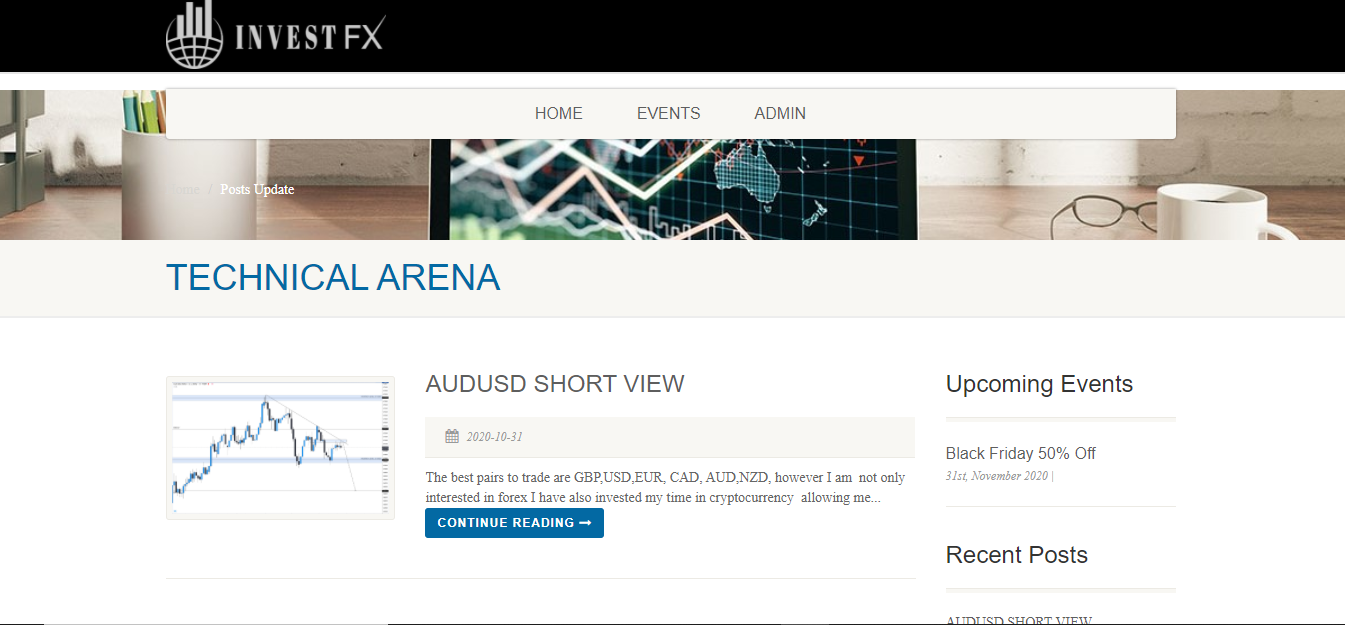 INVEST FX
HOME EVENTS ADMIN
/ Posts Update
TECHNICAL ARENA
AUDUSD SHORT VIEW
2020-10-31
The best pairs to trade are GBP,USD,EUR, CAD, AUD,NZD, however I am not only
interested in forex I have also invested my time in cryptocurrency allowing me...
CONTINUE READING
Upcoming Events
Black Friday 50% Off
31st, November 2020 |
Recent Posts
AUDUSD SHORT VIEW